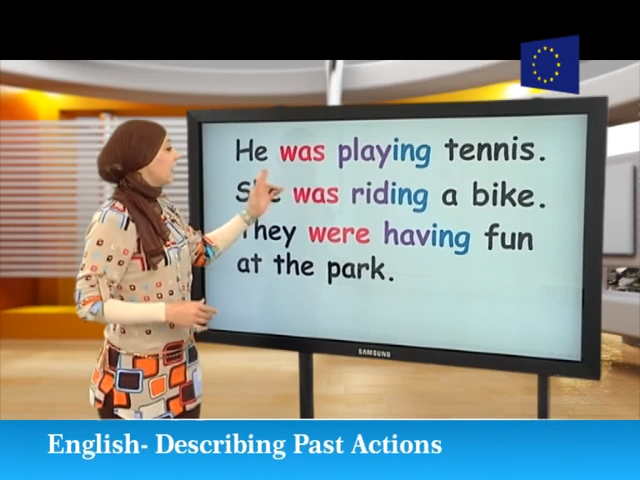 He was playing tennis.
She was riding a bike.
They were having fun
at the park.
SAMSUNG
English- Describing Past Actions